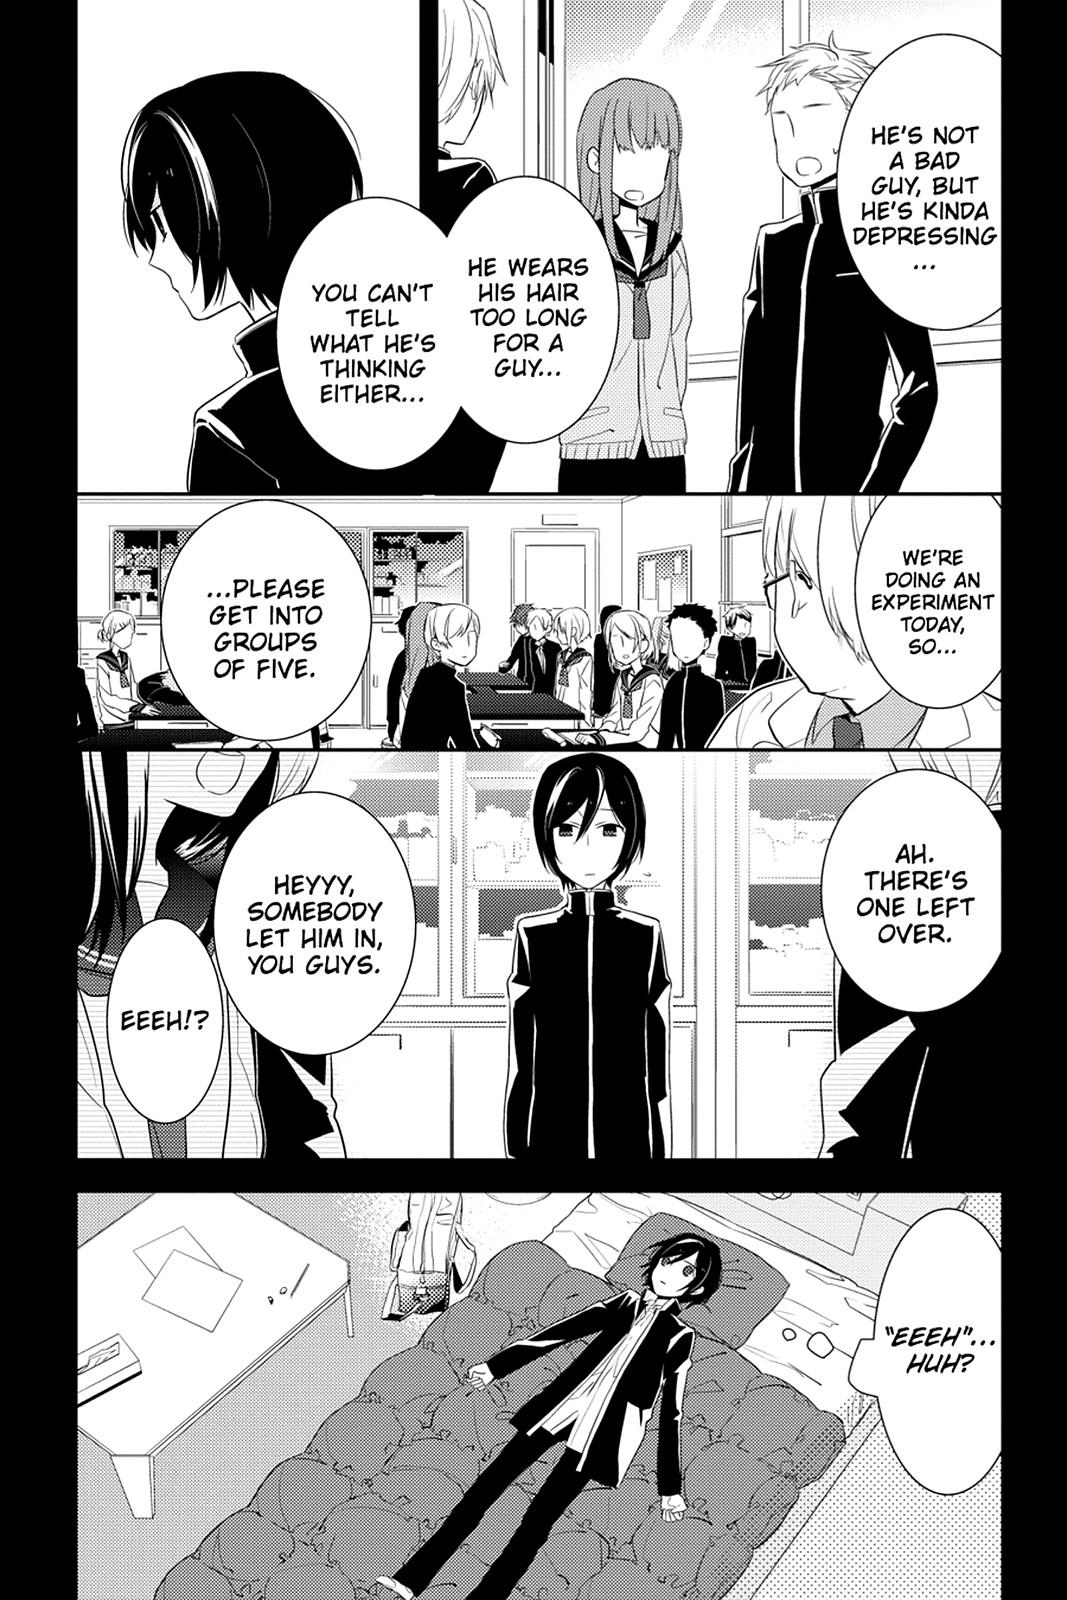 HE'S NOT
A BAD
GUY, BUT
HE'S KINDA
DEPRESSING
...
HE WEARS
HIS HAIR
TOO LONG
FOR A
GUY...
YOU CAN'T
TELL
WHAT HE'S
THINKING
EITHER...
WE'RE
DOING AN
EXPERIMENT
TODAY,
SO...
...PLEASE
GET INTO
GROUPS
OF FIVE.
AH.
THERE'S
ONE LEFT
OVER.
HEYYY,
SOMEBODY
LET HIM IN,
YOU GUYS.
EEEH!?
"EEEH"...
HUH?